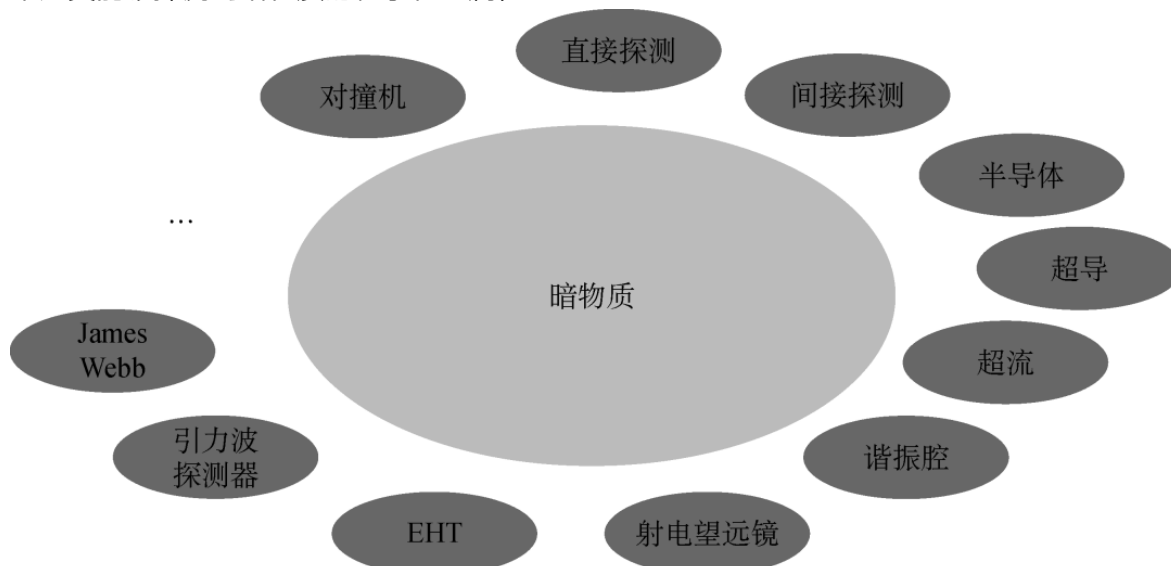 直接探测
对撞机
间接探测
半导体
...
超导
暗物质
James
Webb
超流
引力波
探测器
谐振腔
EHT
射电望远镜